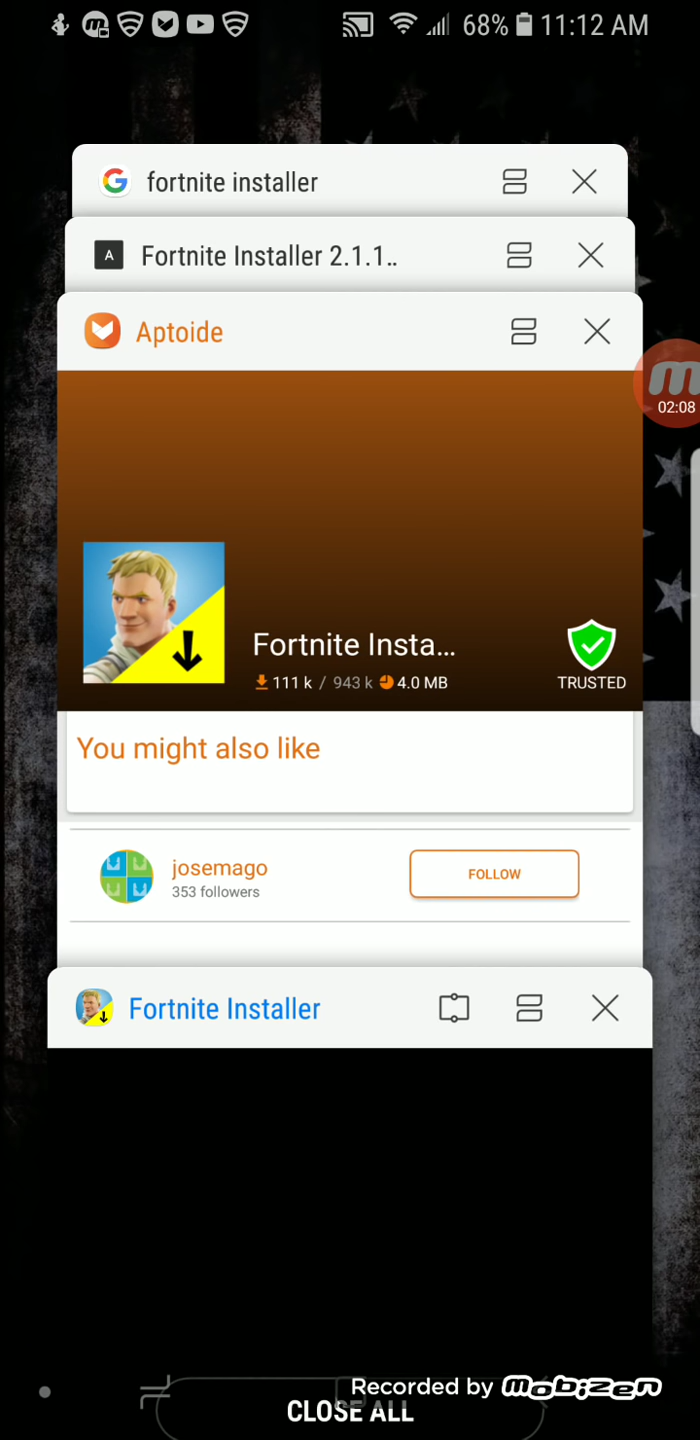 68% 11:12 AM
fortnite installer
A Fortnite Installer 2.1.1..
Aptoide
02:08
Fortnite Insta...
111 k / 943 k 4.0 MB
TRUSTED
You might also like
josemago
353 followers
FOLLOW
Fortnite Installer
Recorded by Mobizen
CLOSE ALL